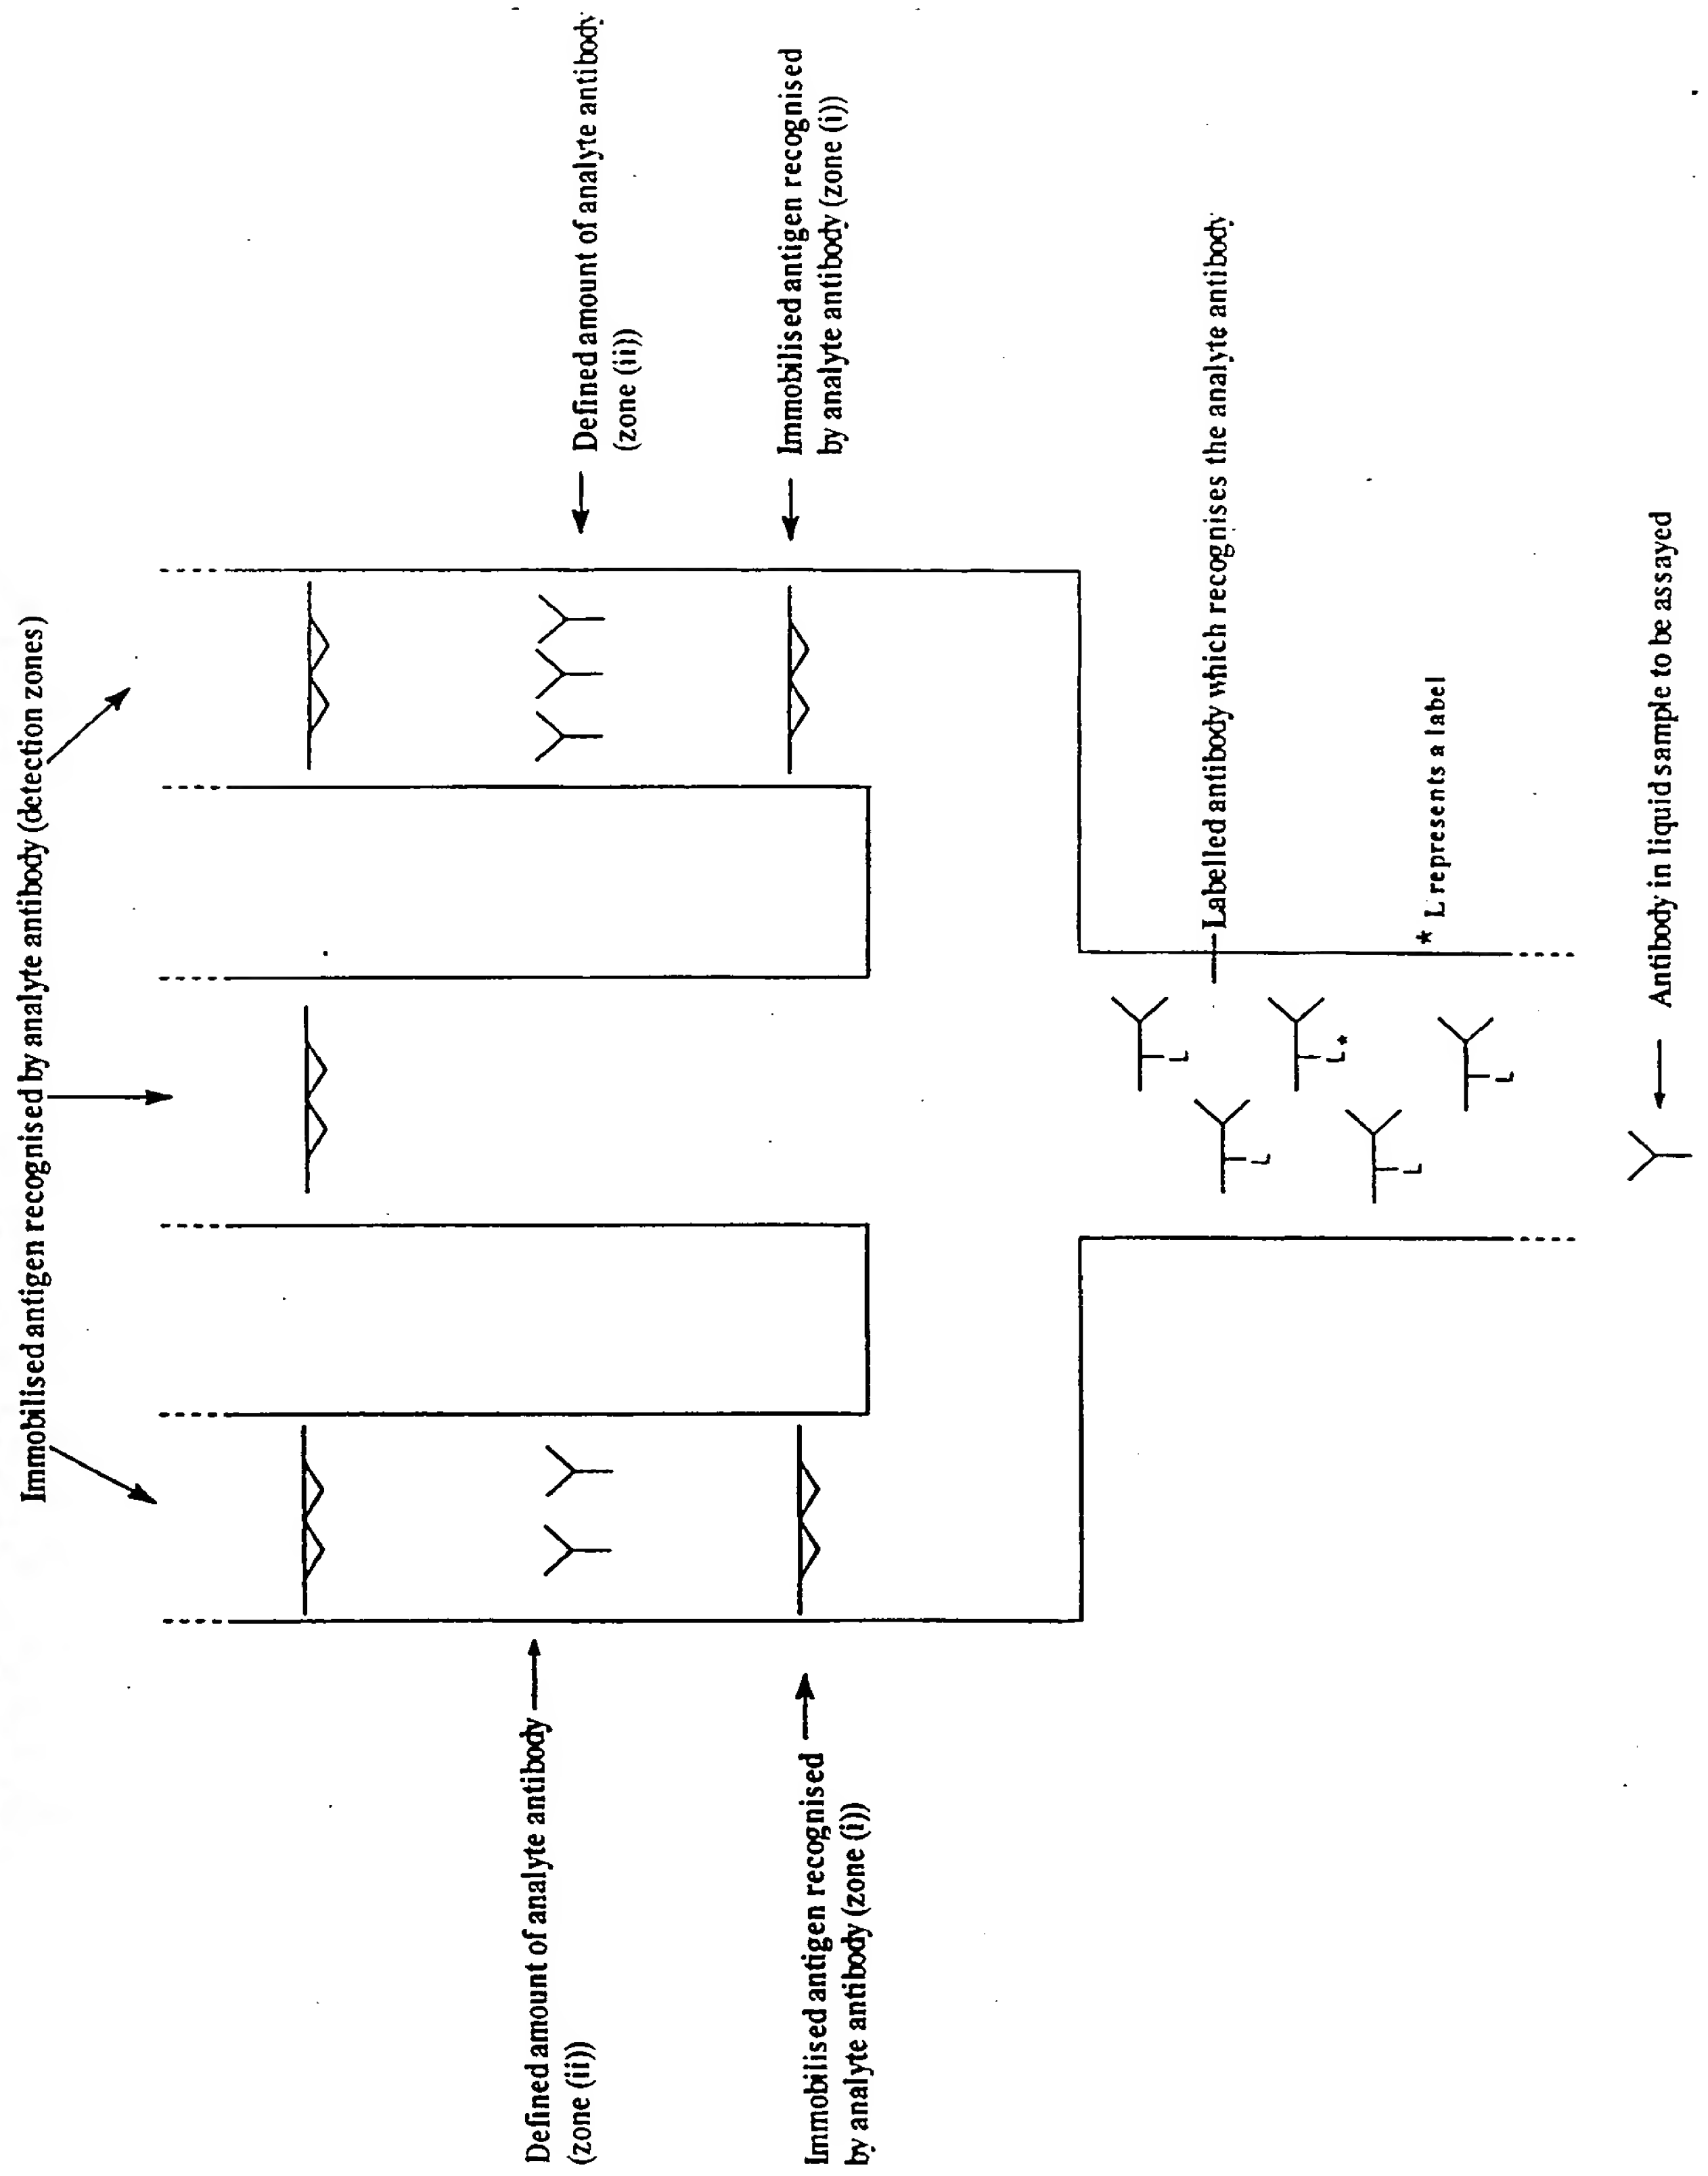 Immobilised antigen recognised by analyte antibody (detection zones)
Defined amount of analyte antibody
(zone (ii))
Immobilised antigen recognised
by analyte antibody (zone (i))
Defined amount of analyte antibody
(zone (ii))
Immobilised antigen recognised
by analyte antibody (zone (i))
Labelled antibody which recognises the analyte antibody
L
L
L*
L
L
* L represents a label
Antibody in liquid sample to be assayed